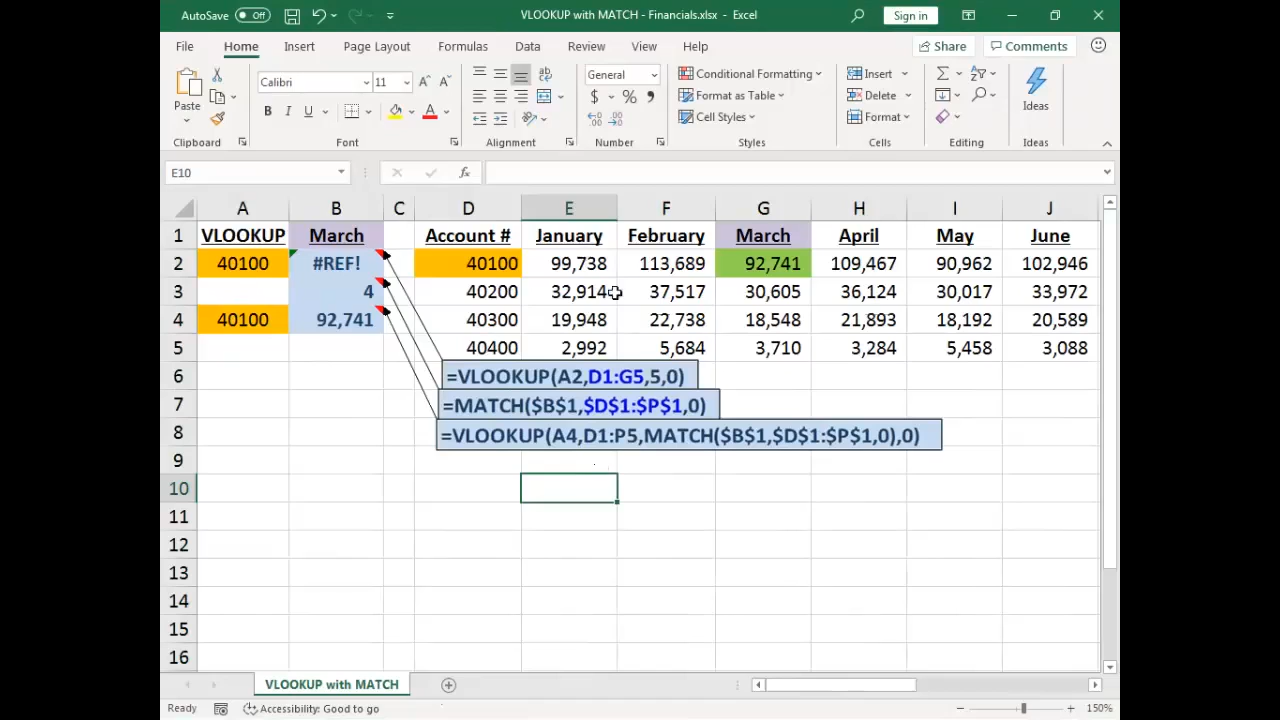 AutoSave Off VLOOKUP with MATCH - Financials.xlsx - Excel Sign in
File Home Insert Page Layout Formulas Data Review View Help Share Comments
Paste Calibri 11 A A ab General Conditional Formatting Insert Σ Ideas
B I U A $ % , Format as Table Delete
Cell Styles Format
Clipboard Font Alignment Number Styles Cells Editing Ideas
E10 fx
A B C D E F G H I J
1 VLOOKUP March Account # January February March April May June
2 40100 #REF! 40100 99,738 113,689 92,741 109,467 90,962 102,946
3 4 40200 32,914 37,517 30,605 36,124 30,017 33,972
4 40100 92,741 40300 19,948 22,738 18,548 21,893 18,192 20,589
5 40400 2,992 5,684 3,710 3,284 5,458 3,088
6 =VLOOKUP(A2,D1:G5,5,0)
7 =MATCH($B$1,$D$1:$P$1,0)
8 =VLOOKUP(A4,D1:P5,MATCH($B$1,$D$1:$P$1,0),0)
9
10
11
12
13
14
15
16
VLOOKUP with MATCH
Ready Accessibility: Good to go 150%